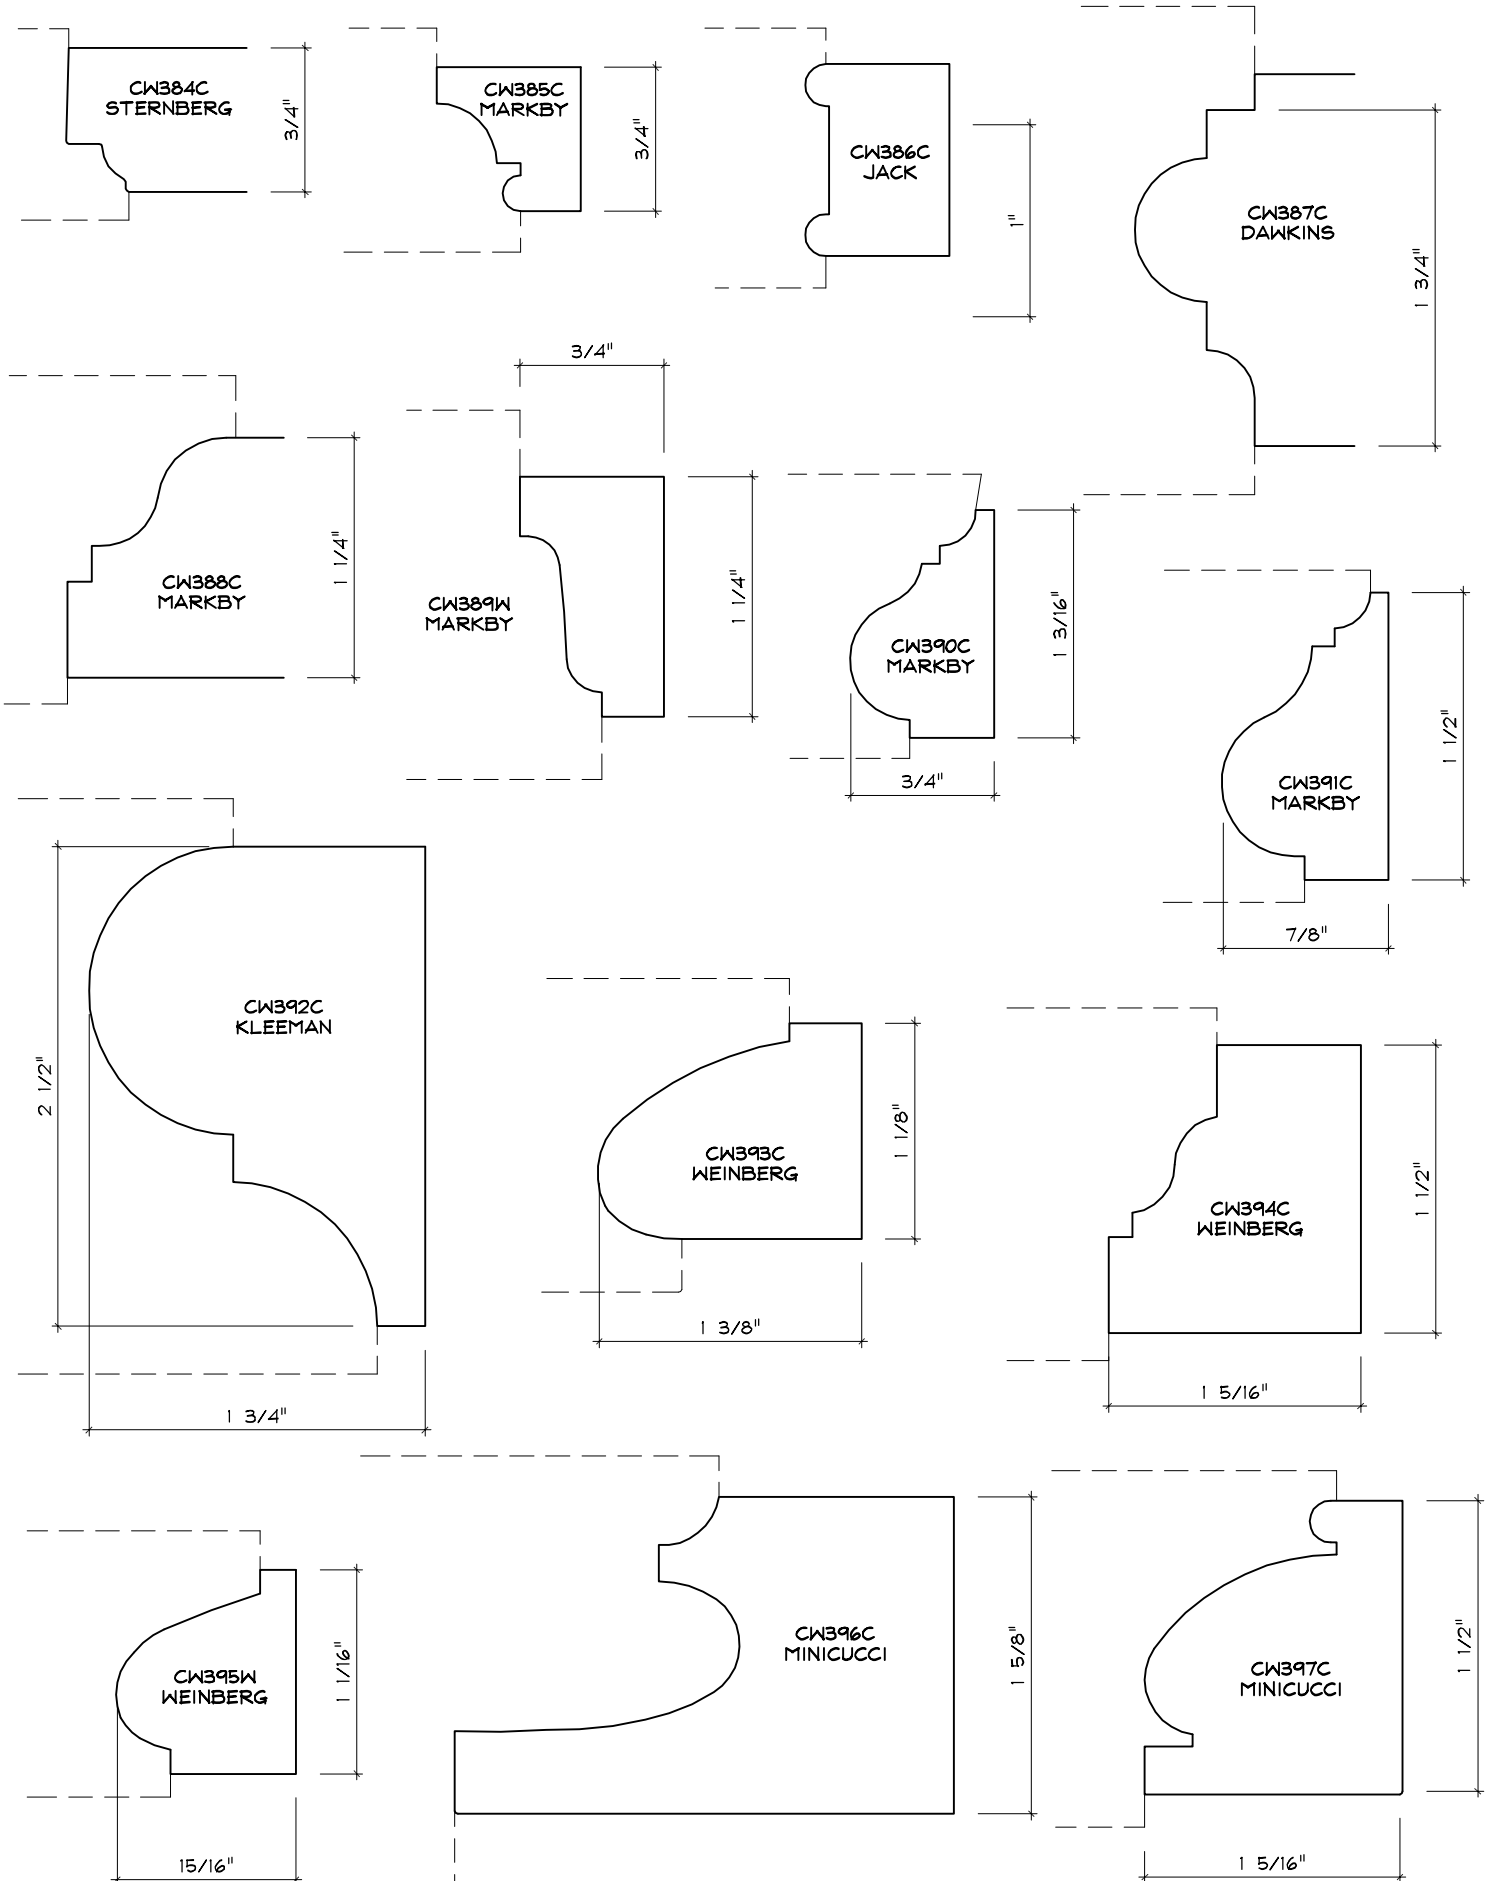 CW384C
STERNBERG
3/4"
CW385C
MARKBY
3/4"
CW386C
JACK
1"
CW387C
DAWKINS
1 3/4"
CW388C
MARKBY
1 1/4"
3/4"
CW389W
MARKBY
1 1/4"
CW390C
MARKBY
1 3/16"
3/4"
CW391C
MARKBY
1 1/2"
7/8"
CW392C
KLEEMAN
2 1/2"
1 3/4"
CW393C
WEINBERG
1 1/8"
1 3/8"
CW394C
WEINBERG
1 1/2"
1 5/16"
CW395W
WEINBERG
1 1/16"
15/16"
CW396C
MINICUCCI
1 5/8"
CW397C
MINICUCCI
1 1/2"
1 5/16"